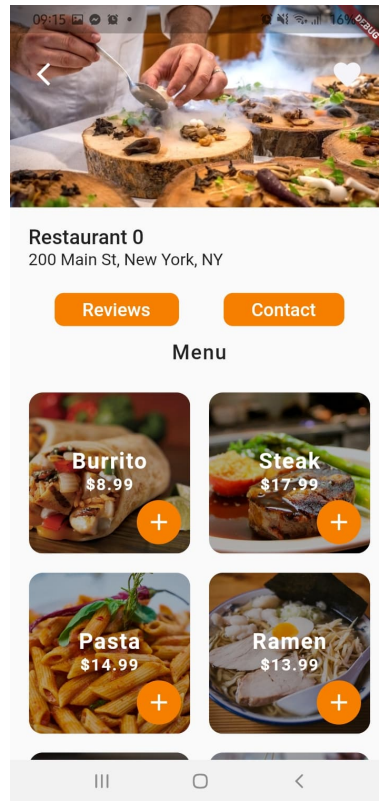 09:15
16%
DEBUG
Restaurant 0
200 Main St, New York, NY
Reviews Contact
Menu
Burrito Steak
$8.99 $17.99
+ +
Pasta Ramen
$14.99 $13.99
+ +